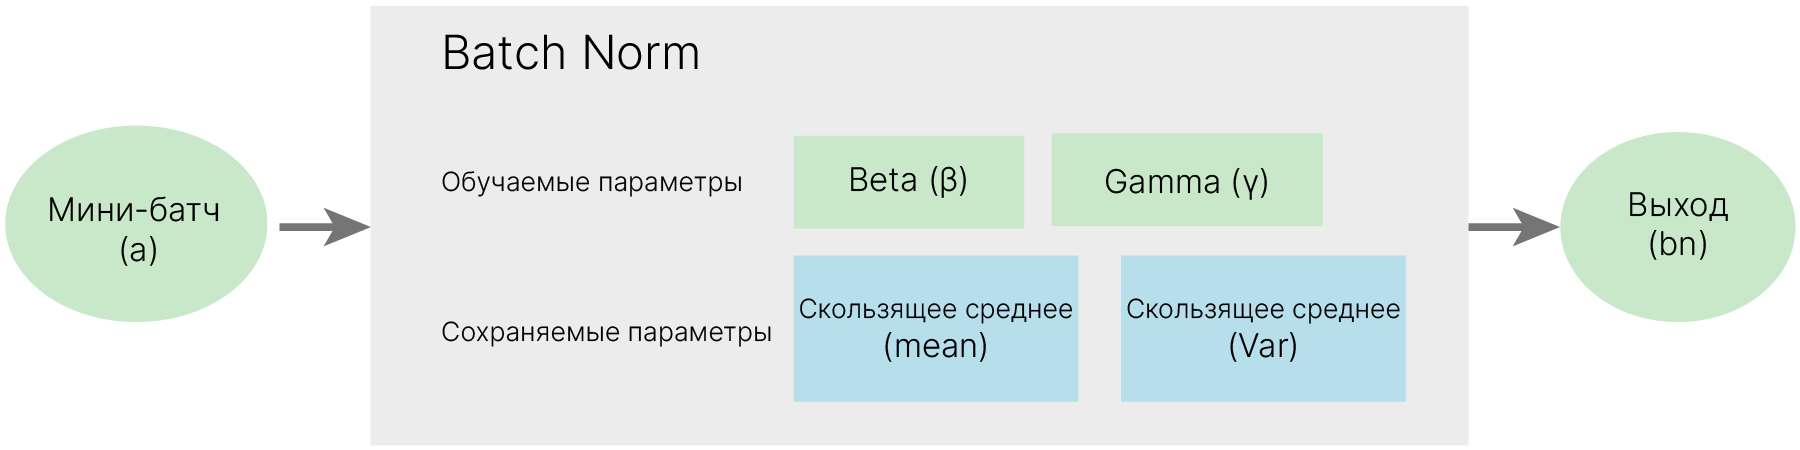 Batch Norm
Мини-батч
(a)
Обучаемые параметры
Beta (β)
Gamma (γ)
Сохраняемые параметры
Скользящее среднее
(mean)
Скользящее среднее
(Var)
Выход
(bn)